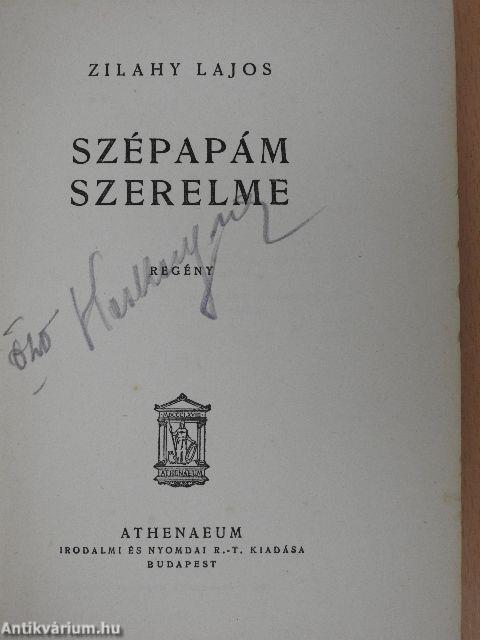 ZILAHY LAJOS
SZÉPAPÁM
SZERELME
REGÉNY
ATHENAEUM
ATHENAEUM
IRODALMI ÉS NYOMDAI R.-T. KIADÁSA
BUDAPEST
Antikvárium.hu